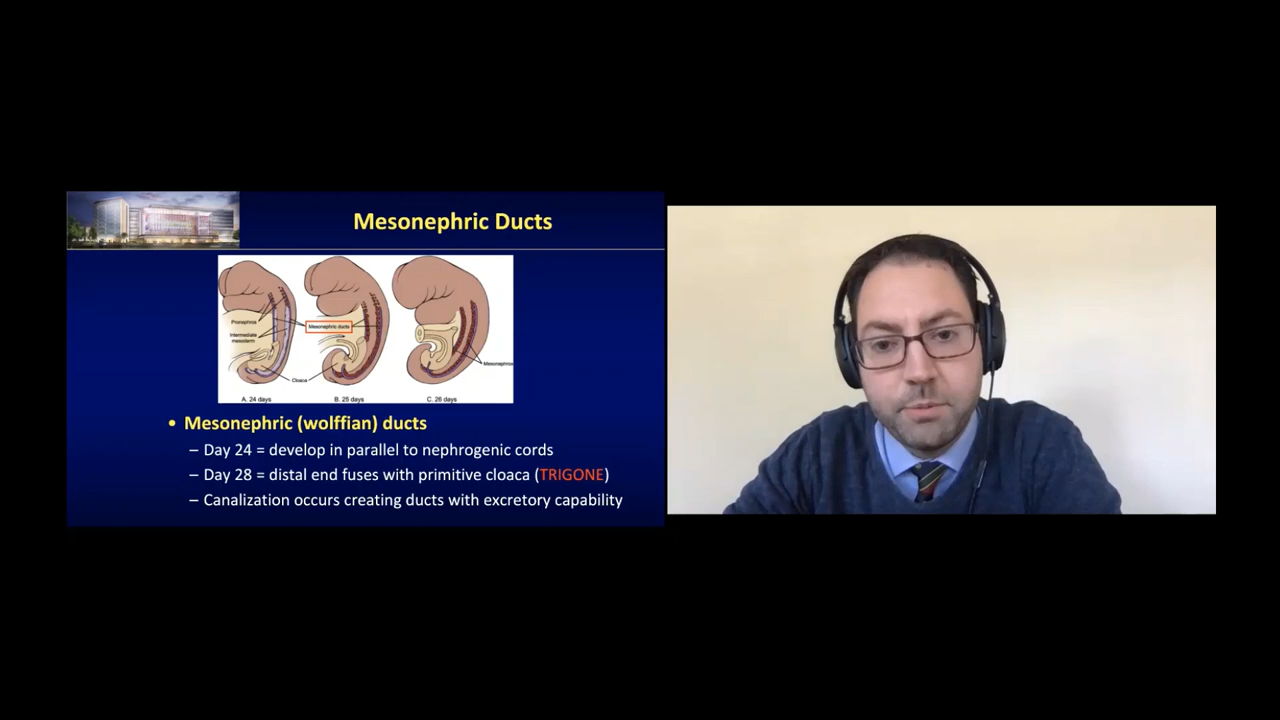 Mesonephric Ducts
Pronephros
Intermediate
mesoderm
Mesonephric ducts
Cloaca
Mesonephros
A. 24 days
B. 25 days
C. 26 days
• Mesonephric (wolffian) ducts
– Day 24 = develop in parallel to nephrogenic cords
– Day 28 = distal end fuses with primitive cloaca (TRIGONE)
– Canalization occurs creating ducts with excretory capability